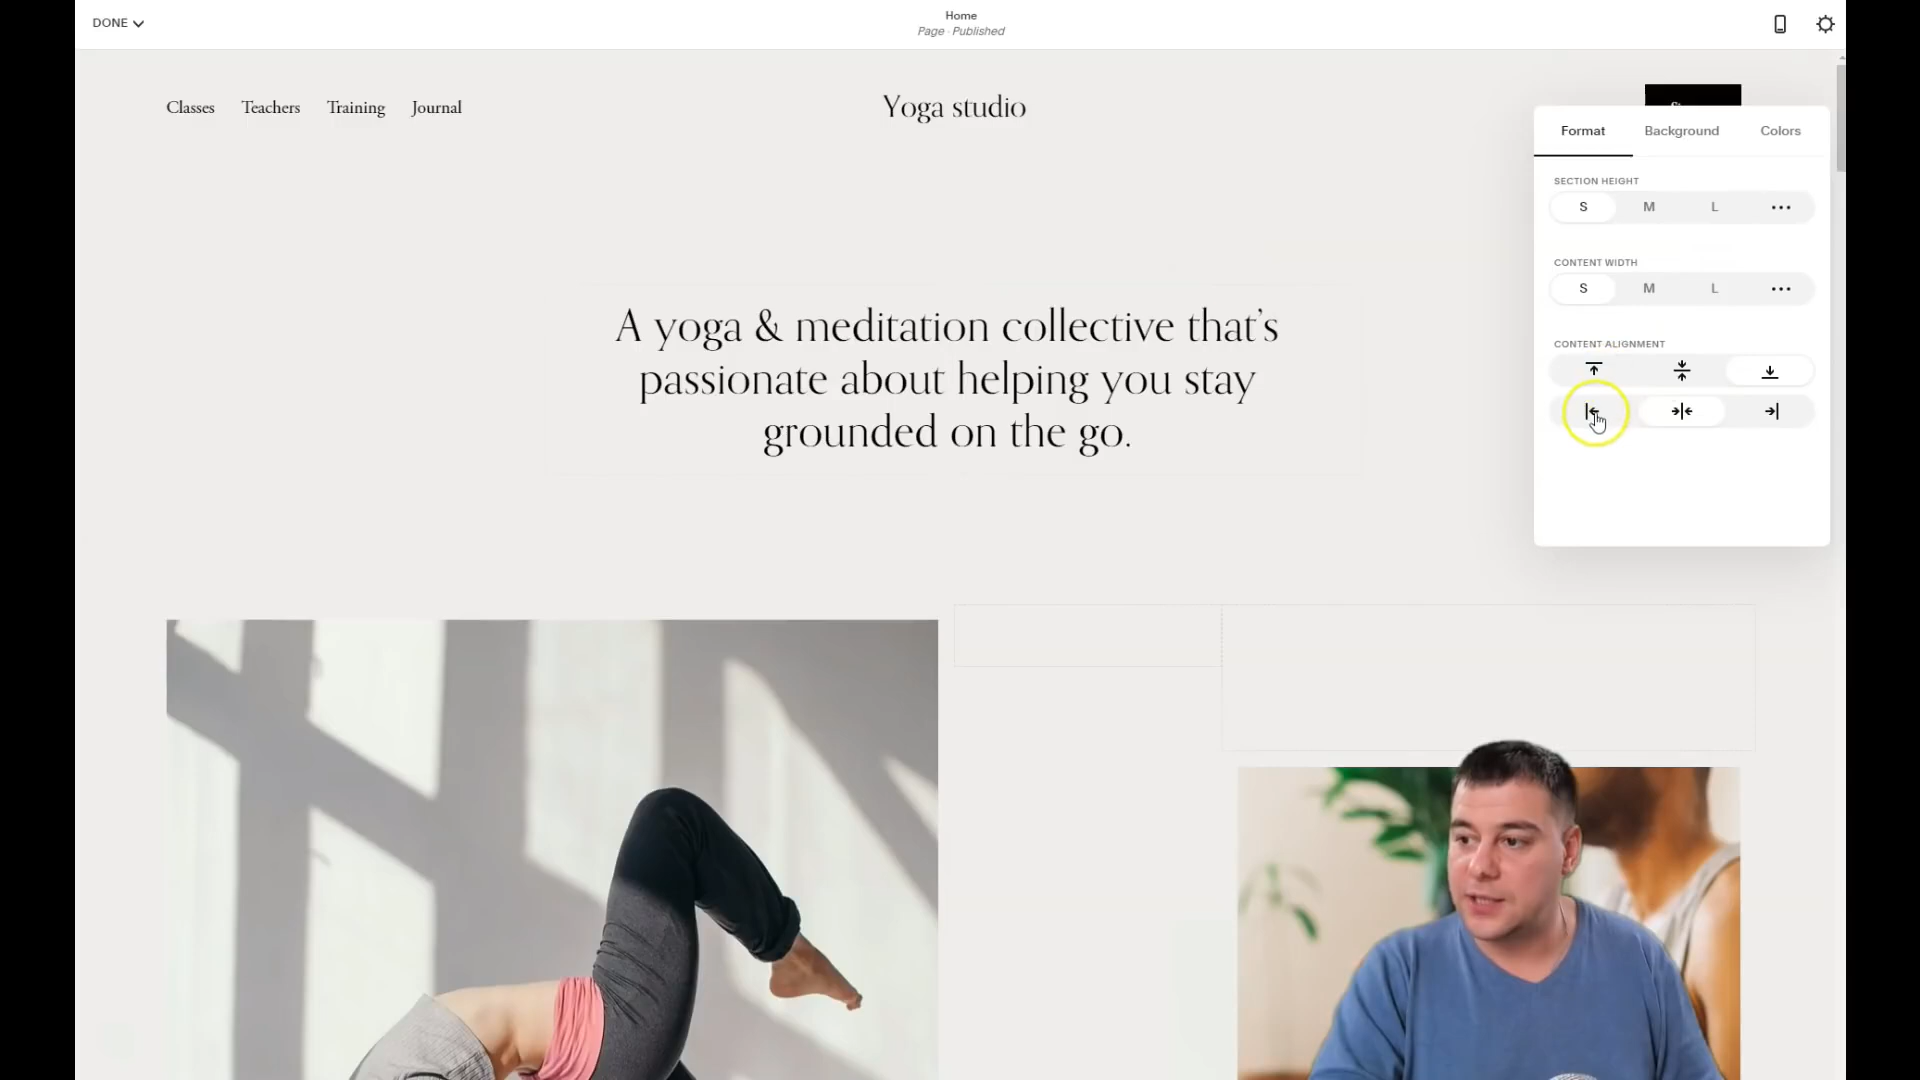 DONE
Home
Page · Published
Classes Teachers Training Journal
Yoga studio
Format Background Colors
SECTION HEIGHT
S M L ...
CONTENT WIDTH
S M L ...
CONTENT ALIGNMENT
A yoga & meditation collective that's
passionate about helping you stay
grounded on the go.